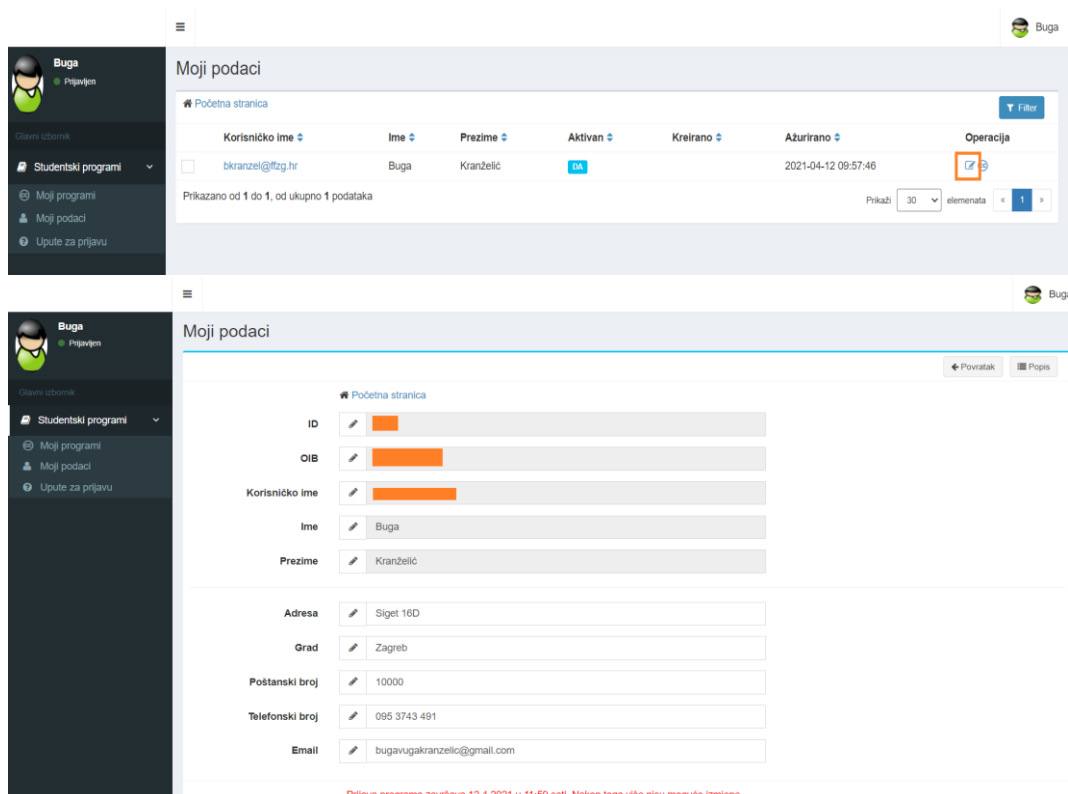 Buga
Buga
Prijavljen
Glavni izbornik
Studentski programi
Moji programi
Moji podaci
Upute za prijavu
Moji podaci
Početna stranica
Filter
Korisničko ime Ime Prezime Aktivan Kreirano Ažurirano Operacija
bkranzel@ffzg.hr Buga Kranželić DA 2021-04-12 09:57:46
Prikazano od 1 do 1, od ukupno 1 podataka
Prikaži 30 elemenata « 1 »
Buga
Buga
Prijavljen
Glavni izbornik
Studentski programi
Moji programi
Moji podaci
Upute za prijavu
Moji podaci
Povratak Popis
Početna stranica
ID
OIB
Korisničko ime
Ime Buga
Prezime Kranželić
Adresa Siget 16D
Grad Zagreb
Poštanski broj 10000
Telefonski broj 095 3743 491
Email bugavugakranzelic@gmail.com